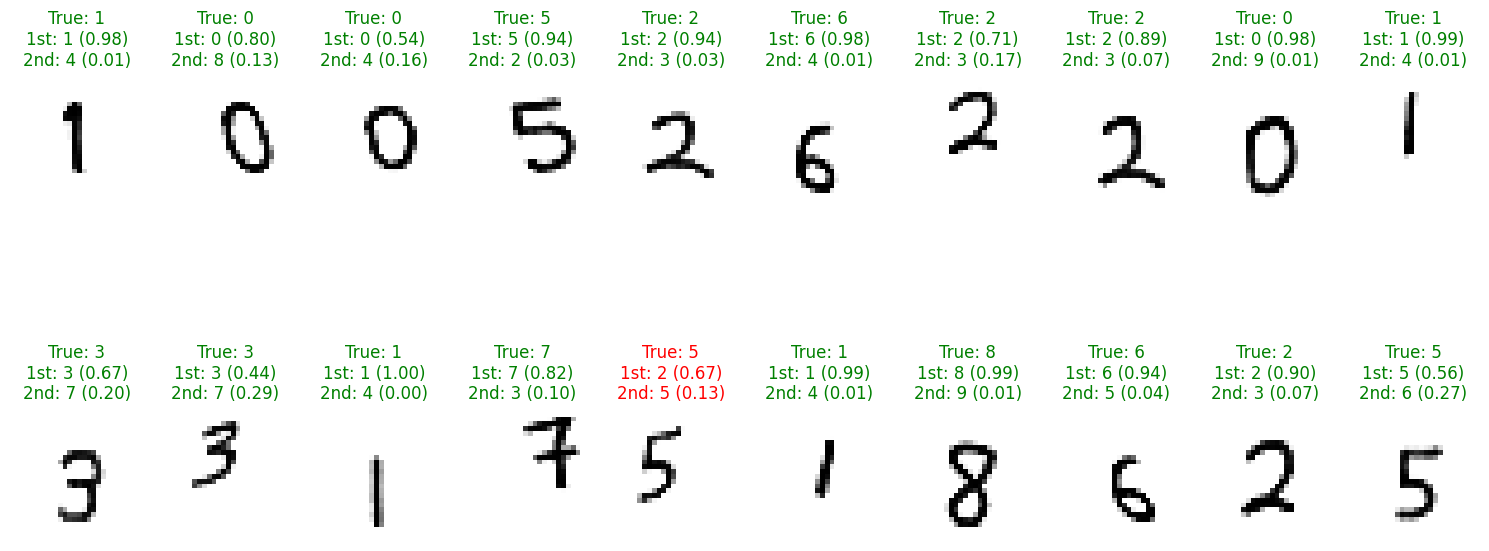 True: 1 True: 0 True: 0 True: 5 True: 2 True: 6 True: 2 True: 2 True: 0 True: 1
1st: 1 (0.98) 1st: 0 (0.80) 1st: 0 (0.54) 1st: 5 (0.94) 1st: 2 (0.94) 1st: 6 (0.98) 1st: 2 (0.71) 1st: 2 (0.89) 1st: 0 (0.98) 1st: 1 (0.99)
2nd: 4 (0.01) 2nd: 8 (0.13) 2nd: 4 (0.16) 2nd: 2 (0.03) 2nd: 3 (0.03) 2nd: 4 (0.01) 2nd: 3 (0.17) 2nd: 3 (0.07) 2nd: 9 (0.01) 2nd: 4 (0.01)
1 0 0 5 2 6 2 2 0 1
True: 3 True: 3 True: 1 True: 7 True: 5 True: 1 True: 8 True: 6 True: 2 True: 5
1st: 3 (0.67) 1st: 3 (0.44) 1st: 1 (1.00) 1st: 7 (0.82) 1st: 2 (0.67) 1st: 1 (0.99) 1st: 8 (0.99) 1st: 6 (0.94) 1st: 2 (0.90) 1st: 5 (0.56)
2nd: 7 (0.20) 2nd: 7 (0.29) 2nd: 4 (0.00) 2nd: 3 (0.10) 2nd: 5 (0.13) 2nd: 4 (0.01) 2nd: 9 (0.01) 2nd: 5 (0.04) 2nd: 3 (0.07) 2nd: 6 (0.27)
3 3 1 7 5 1 8 6 2 5